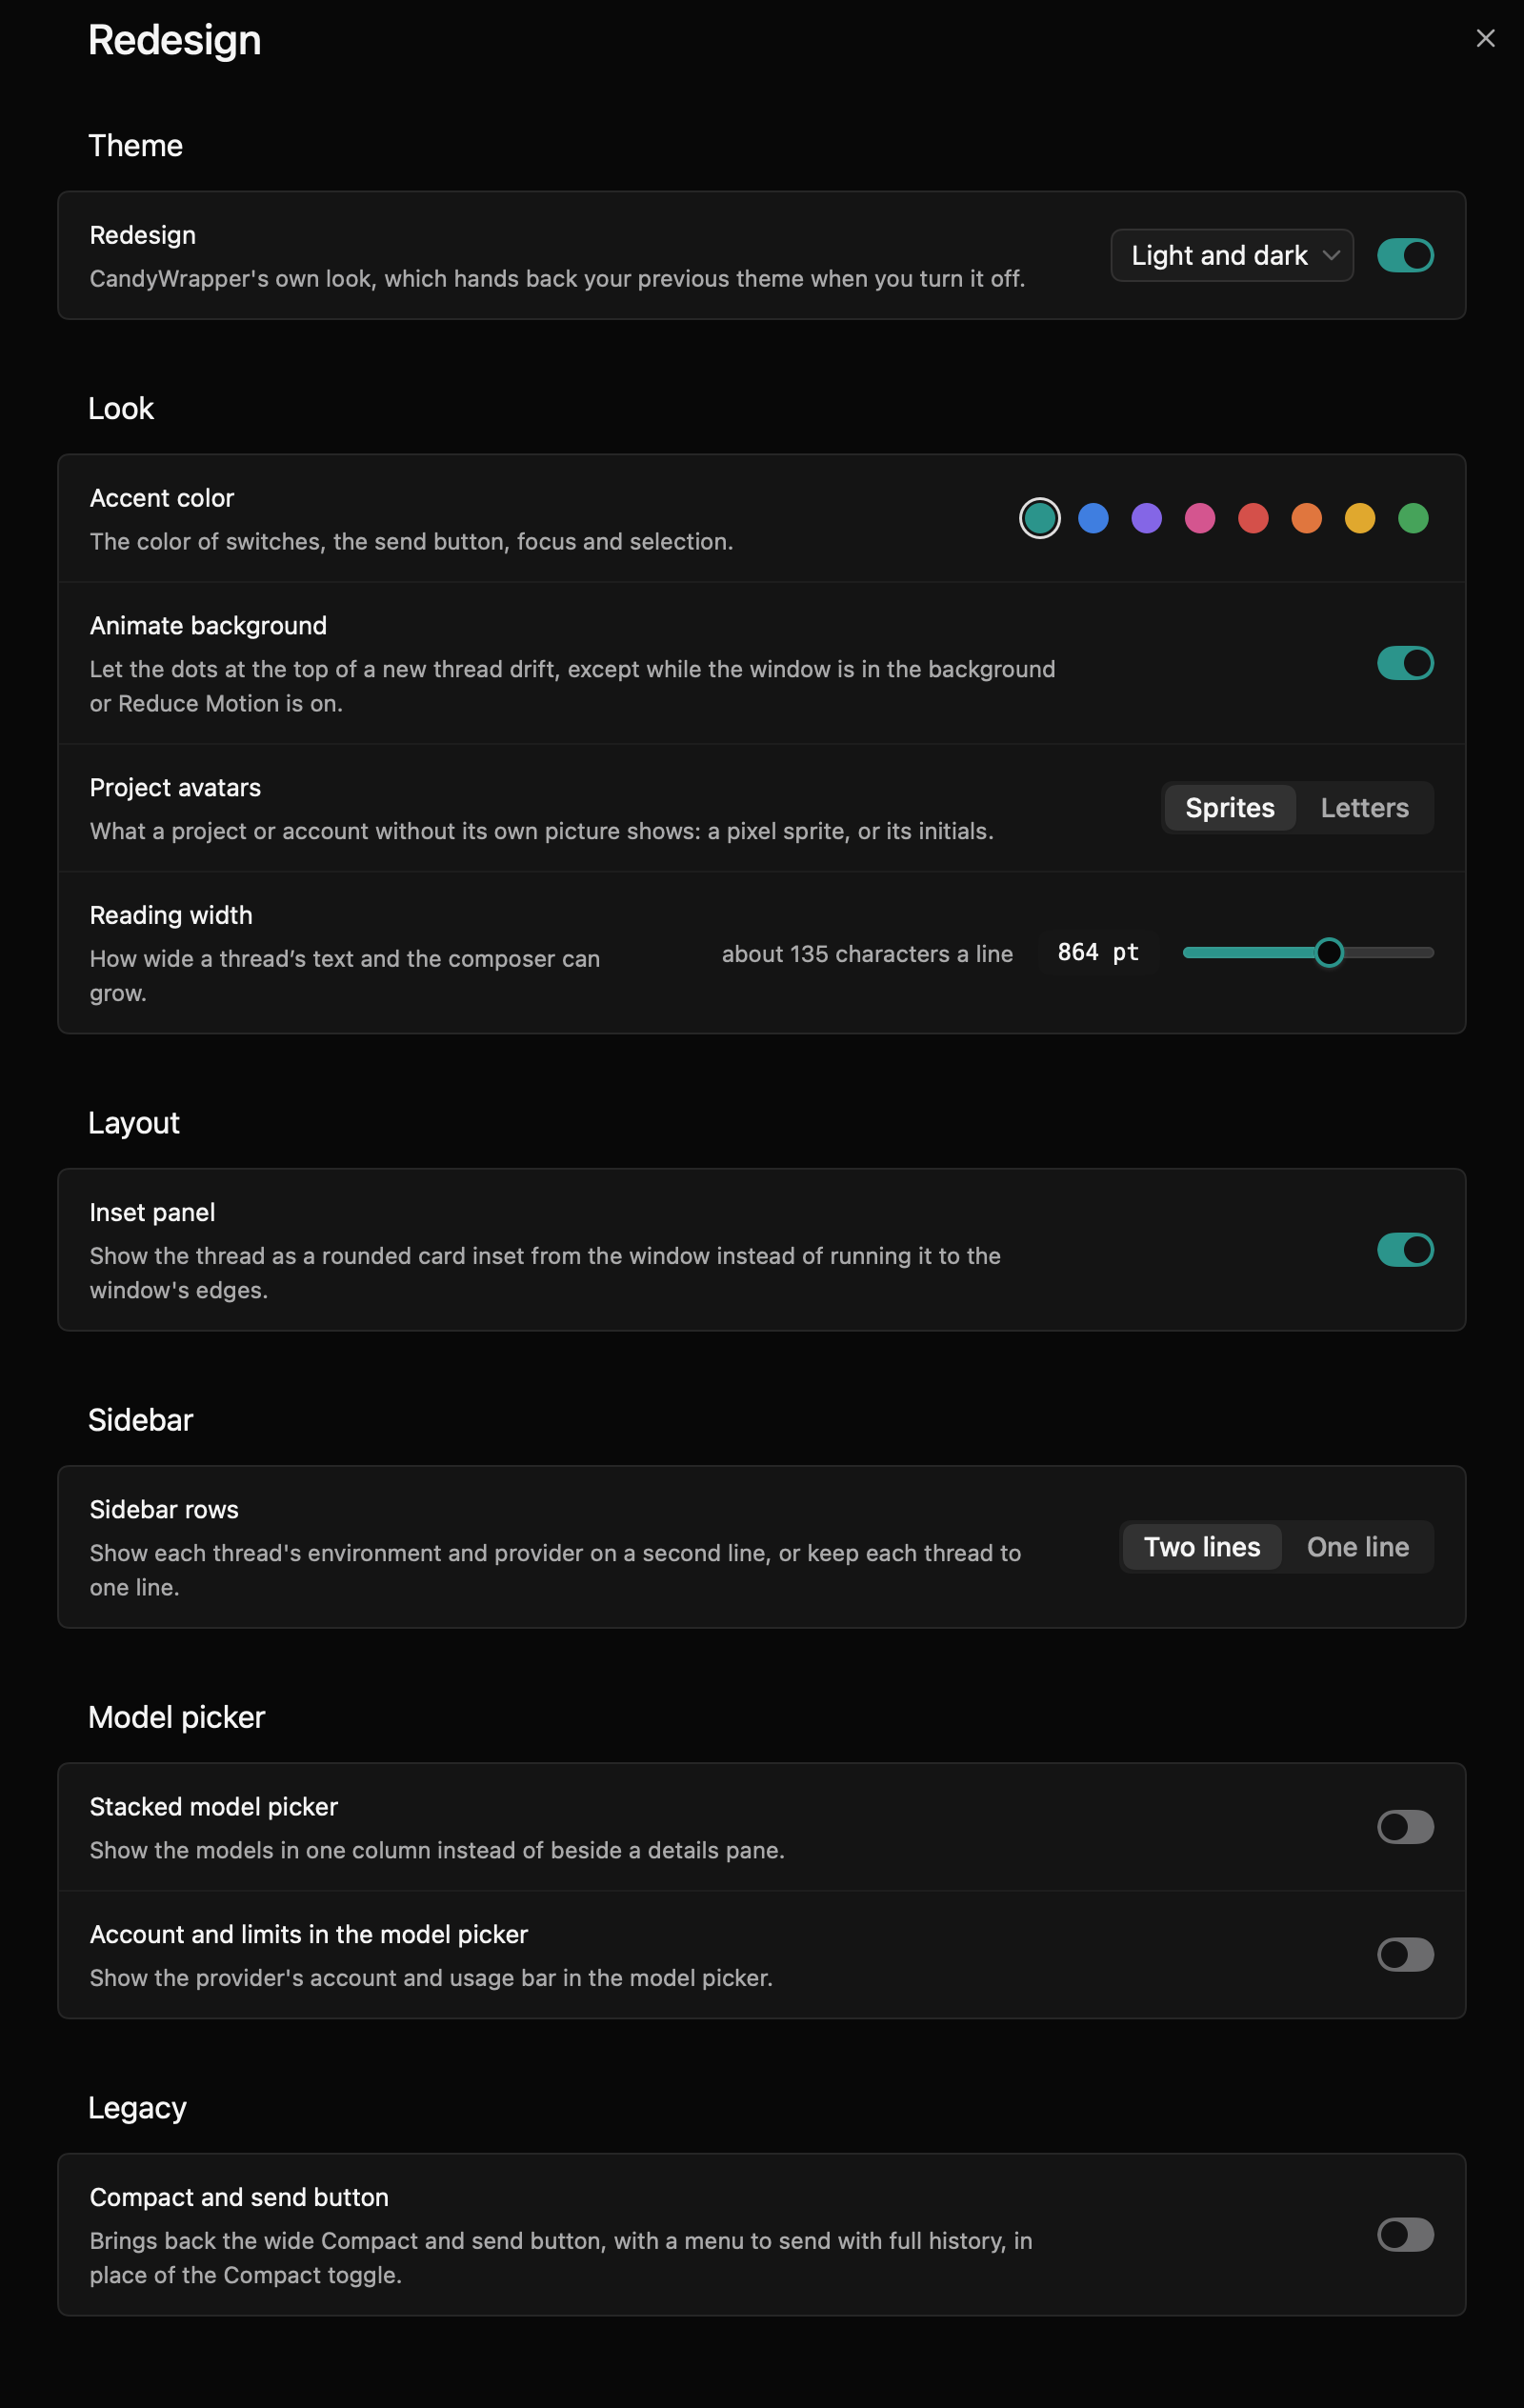 Redesign
Theme
Redesign
CandyWrapper's own look, which hands back your previous theme when you turn it off.
Light and dark
Look
Accent color
The color of switches, the send button, focus and selection.
Animate background
Let the dots at the top of a new thread drift, except while the window is in the background
or Reduce Motion is on.
Project avatars
What a project or account without its own picture shows: a pixel sprite, or its initials.
Sprites
Letters
Reading width
How wide a thread’s text and the composer can
grow.
about 135 characters a line
864 pt
Layout
Inset panel
Show the thread as a rounded card inset from the window instead of running it to the
window's edges.
Sidebar
Sidebar rows
Show each thread's environment and provider on a second line, or keep each thread to
one line.
Two lines
One line
Model picker
Stacked model picker
Show the models in one column instead of beside a details pane.
Account and limits in the model picker
Show the provider's account and usage bar in the model picker.
Legacy
Compact and send button
Brings back the wide Compact and send button, with a menu to send with full history, in
place of the Compact toggle.